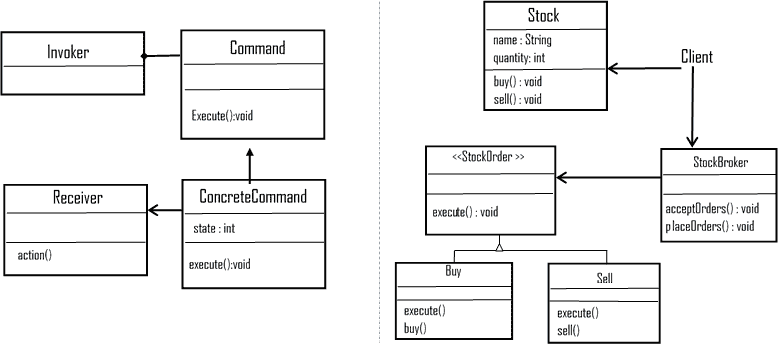 Invoker
Command
Execute():void
Receiver
action()
ConcreteCommand
state : int
execute():void
Stock
name : String
quantity: int
buy() : void
sell() : void
Client
<<StockOrder >>
execute() : void
StockBroker
acceptOrders() : void
placeOrders() : void
Buy
execute()
buy()
Sell
execute()
sell()